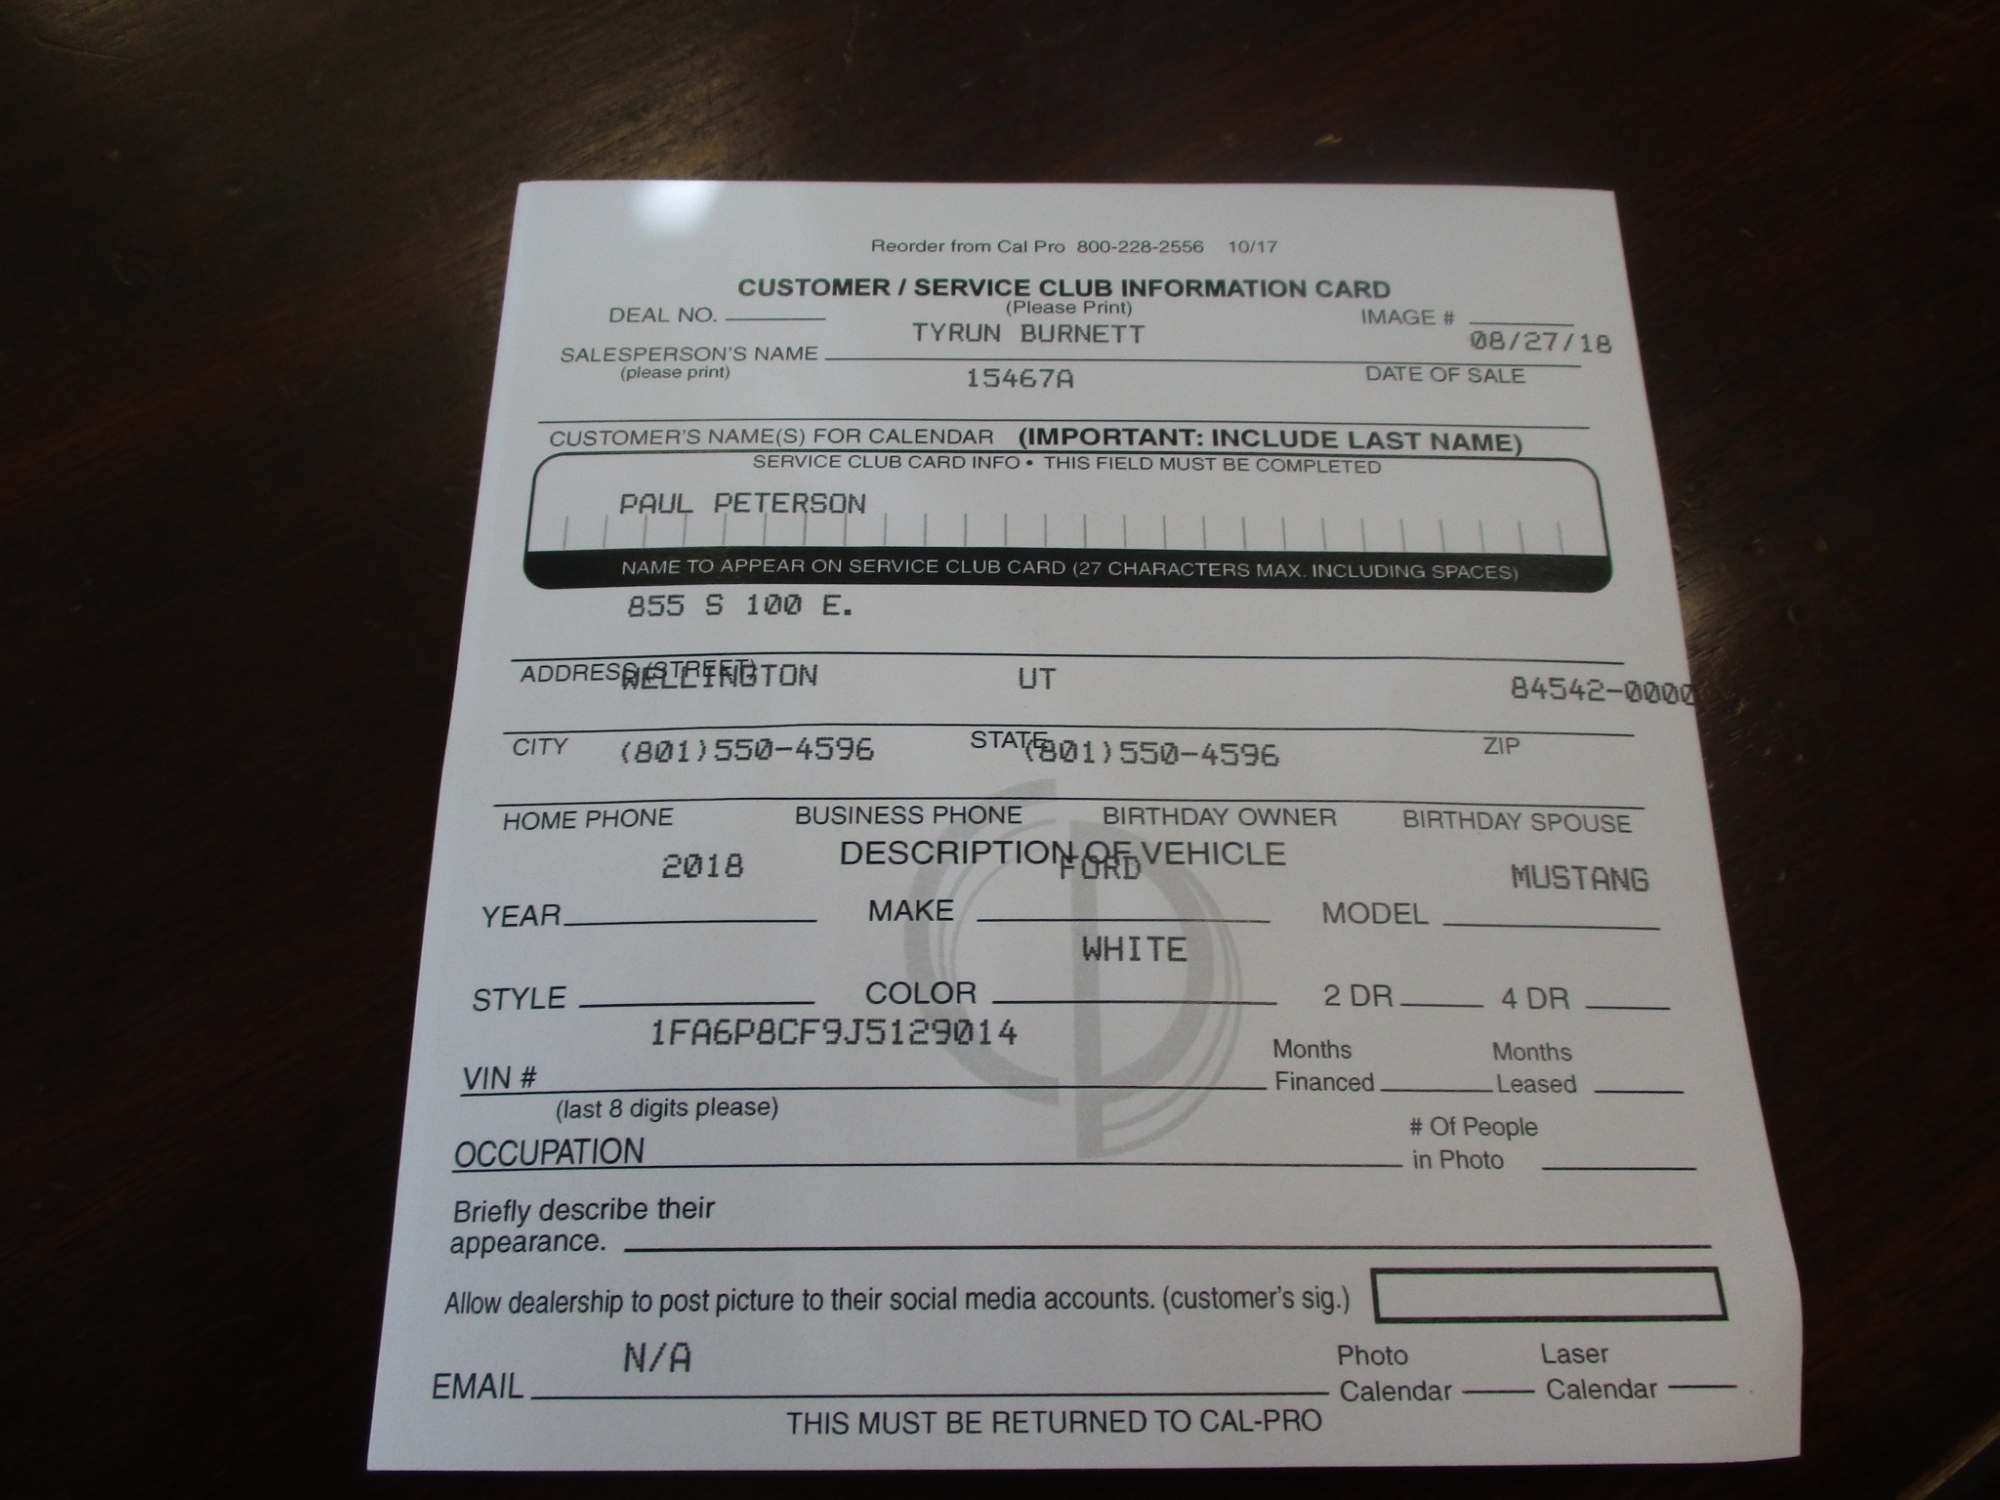 Reorder from Cal Pro 800-228-2556 10/17
CUSTOMER / SERVICE CLUB INFORMATION CARD
(Please Print)
DEAL NO. IMAGE #
TYRUN BURNETT 08/27/18
SALESPERSON'S NAME DATE OF SALE
(please print)
15467A
CUSTOMER'S NAME(S) FOR CALENDAR (IMPORTANT: INCLUDE LAST NAME)
SERVICE CLUB CARD INFO • THIS FIELD MUST BE COMPLETED
PAUL PETERSON
NAME TO APPEAR ON SERVICE CLUB CARD (27 CHARACTERS MAX. INCLUDING SPACES)
855 S 100 E.
ADDRESS (STREET)
WELLINGTON UT 84542-0000
CITY STATE ZIP
(801)550-4596 (801)550-4596
HOME PHONE BUSINESS PHONE BIRTHDAY OWNER BIRTHDAY SPOUSE
DESCRIPTION OF VEHICLE
2018 FORD MUSTANG
YEAR MAKE MODEL
WHITE
STYLE COLOR 2 DR 4 DR
1FA6P8CF9J5129014
VIN # Months Financed Months Leased
(last 8 digits please)
OCCUPATION # Of People in Photo
Briefly describe their
appearance.
Allow dealership to post picture to their social media accounts. (customer's sig.)
N/A
EMAIL Photo Calendar Laser Calendar
THIS MUST BE RETURNED TO CAL-PRO